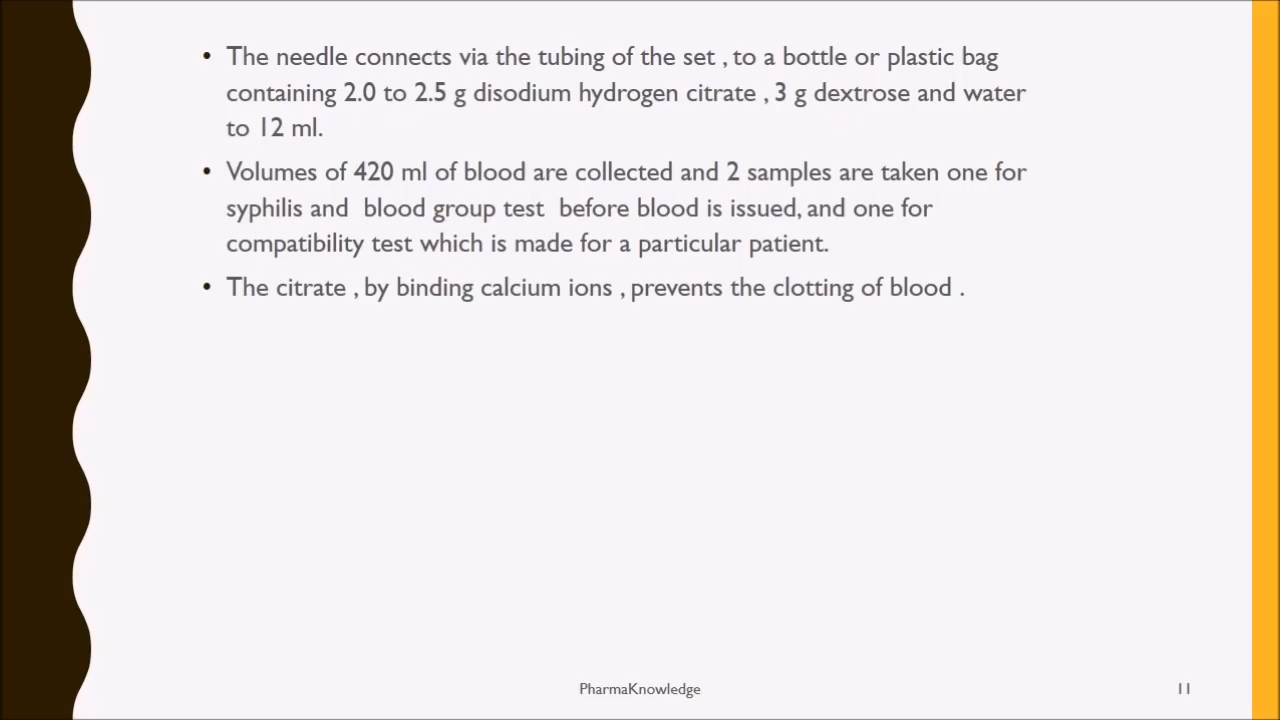 • The needle connects via the tubing of the set , to a bottle or plastic bag
containing 2.0 to 2.5 g disodium hydrogen citrate , 3 g dextrose and water
to 12 ml.
• Volumes of 420 ml of blood are collected and 2 samples are taken one for
syphilis and  blood group test  before blood is issued, and one for
compatibility test which is made for a particular patient.
• The citrate , by binding calcium ions , prevents the clotting of blood .
PharmaKnowledge
11